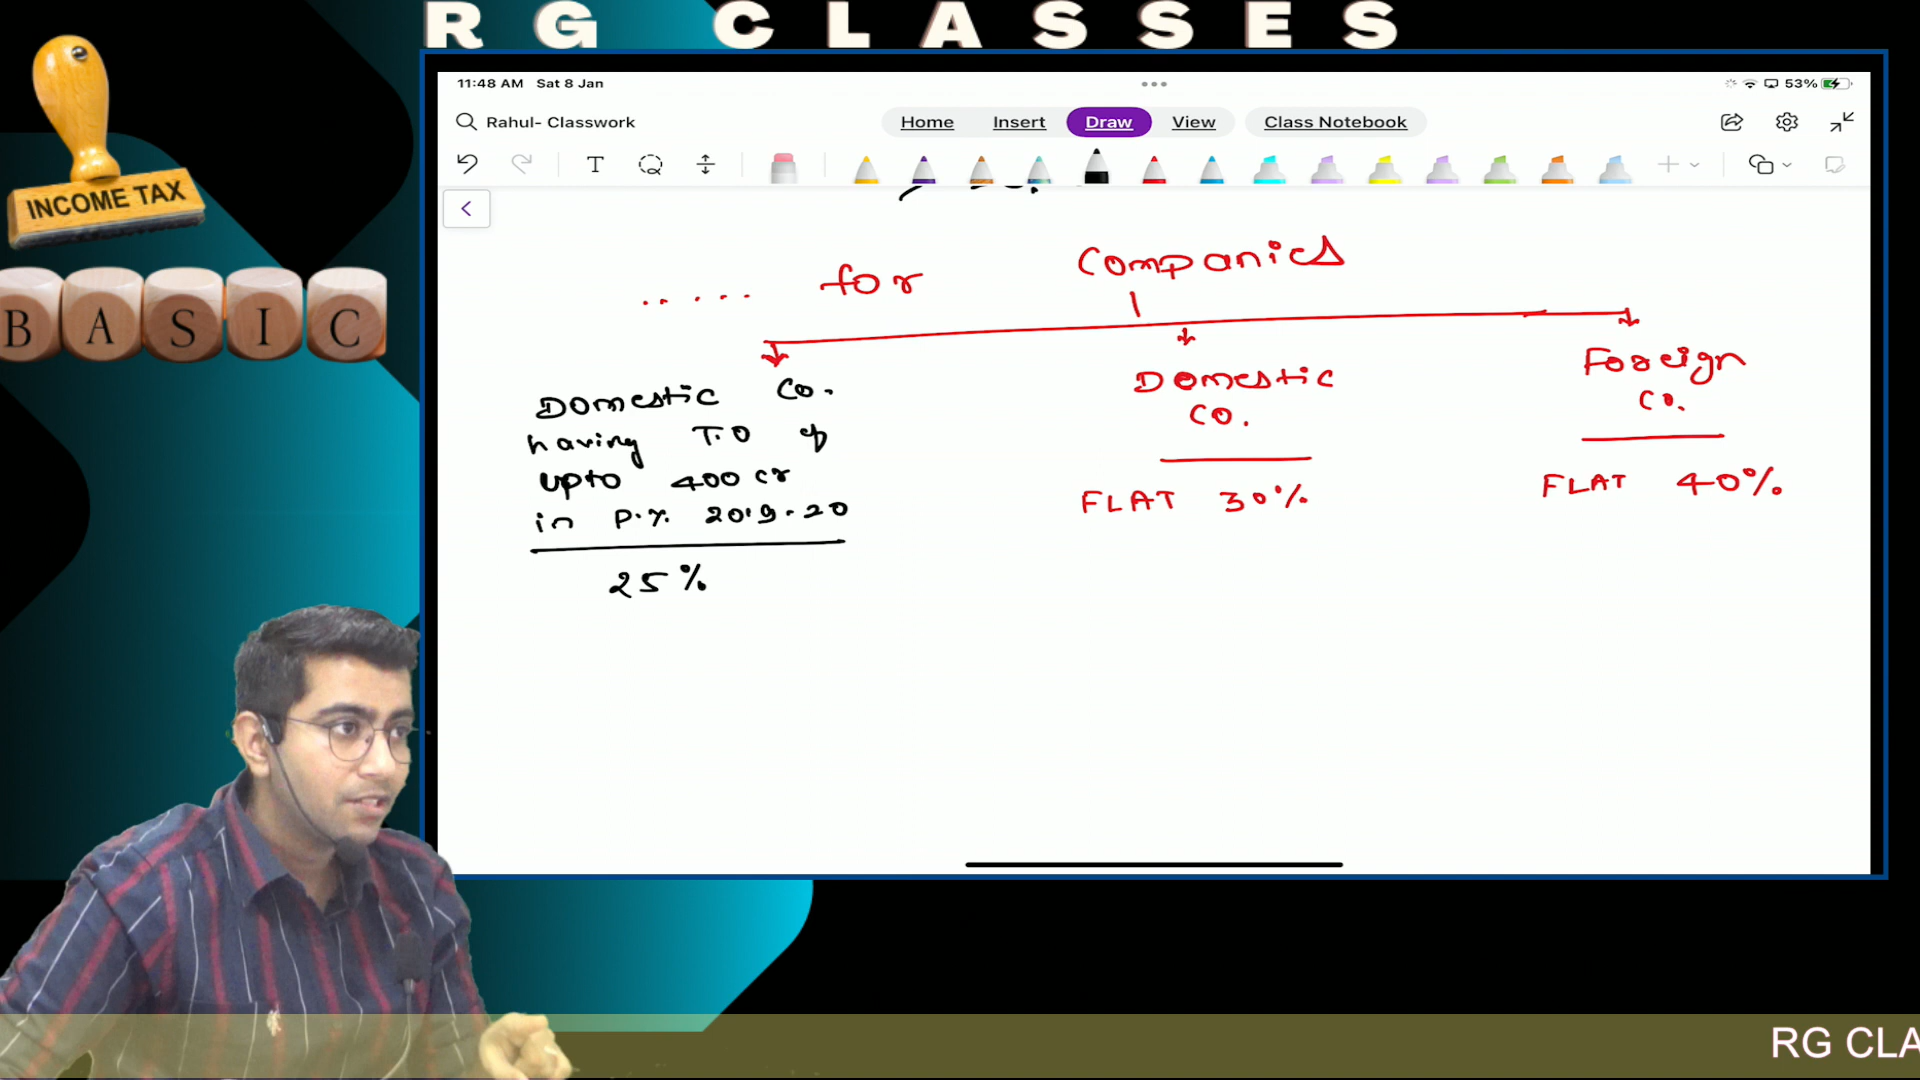 RG CLASSES
11:48 AM Sat 8 Jan
53%
Rahul- Classwork
Home Insert Draw View Class Notebook
T
INCOME TAX
BASIC
..... for Companies
Domestic Co.
having T.O of
upto 400 cr
in P.Y. 2019-20
25%
Domestic
Co.
FLAT 30%
Foreign
Co.
FLAT 40%
RG CLA